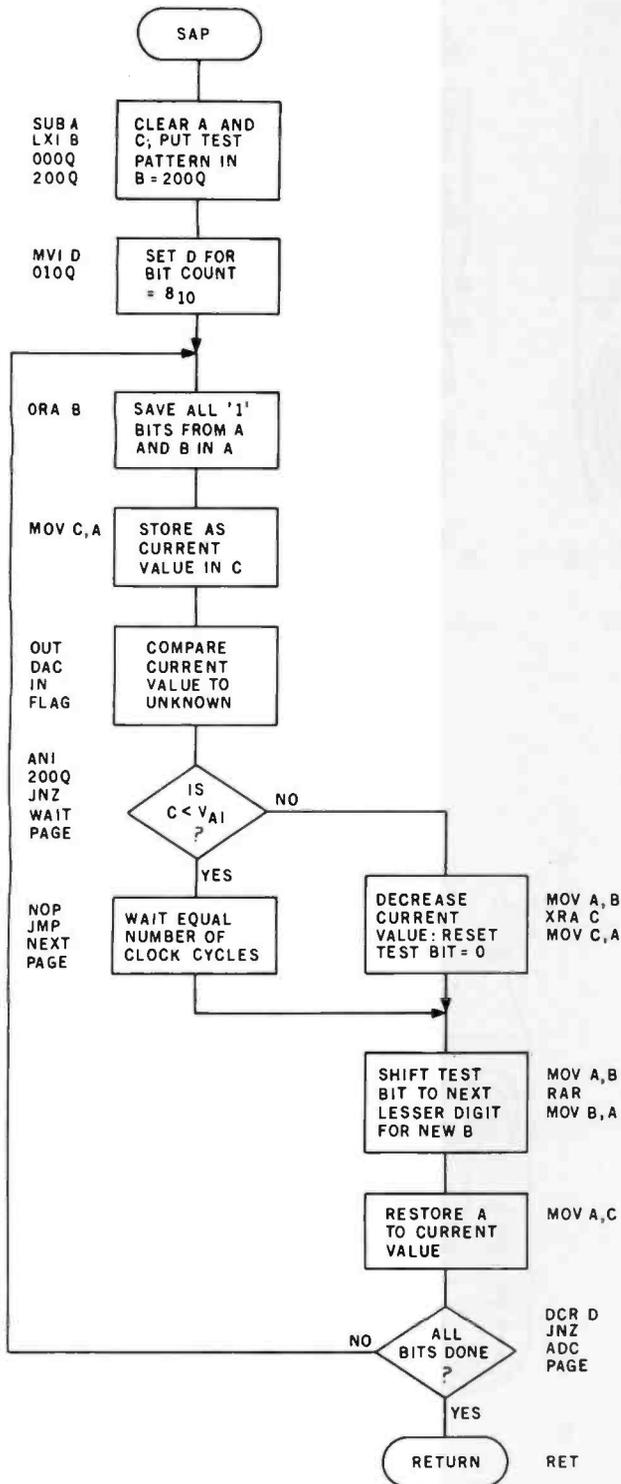 SAP
SUB A
LXI B
000Q
200Q
CLEAR A AND
C; PUT TEST
PATTERN IN
B = 200Q
MVI D
010Q
SET D FOR
BIT COUNT
= 8₁₀
ORA B
SAVE ALL '1'
BITS FROM A
AND B IN A
MOV C,A
STORE AS
CURRENT
VALUE IN C
OUT
DAC
IN
FLAG
COMPARE
CURRENT
VALUE TO
UNKNOWN
ANI
200Q
JNZ
WAIT
PAGE
IS
C < V_AI
?
NO
YES
NOP
JMP
NEXT
PAGE
WAIT EQUAL
NUMBER OF
CLOCK CYCLES
DECREASE
CURRENT
VALUE: RESET
TEST BIT = 0
MOV A,B
XRA C
MOV C,A
SHIFT TEST
BIT TO NEXT
LESSER DIGIT
FOR NEW B
MOV A,B
RAR
MOV B,A
RESTORE A
TO CURRENT
VALUE
MOV A,C
NO
ALL
BITS DONE
?
DCR D
JNZ
ADC
PAGE
YES
RETURN
RET